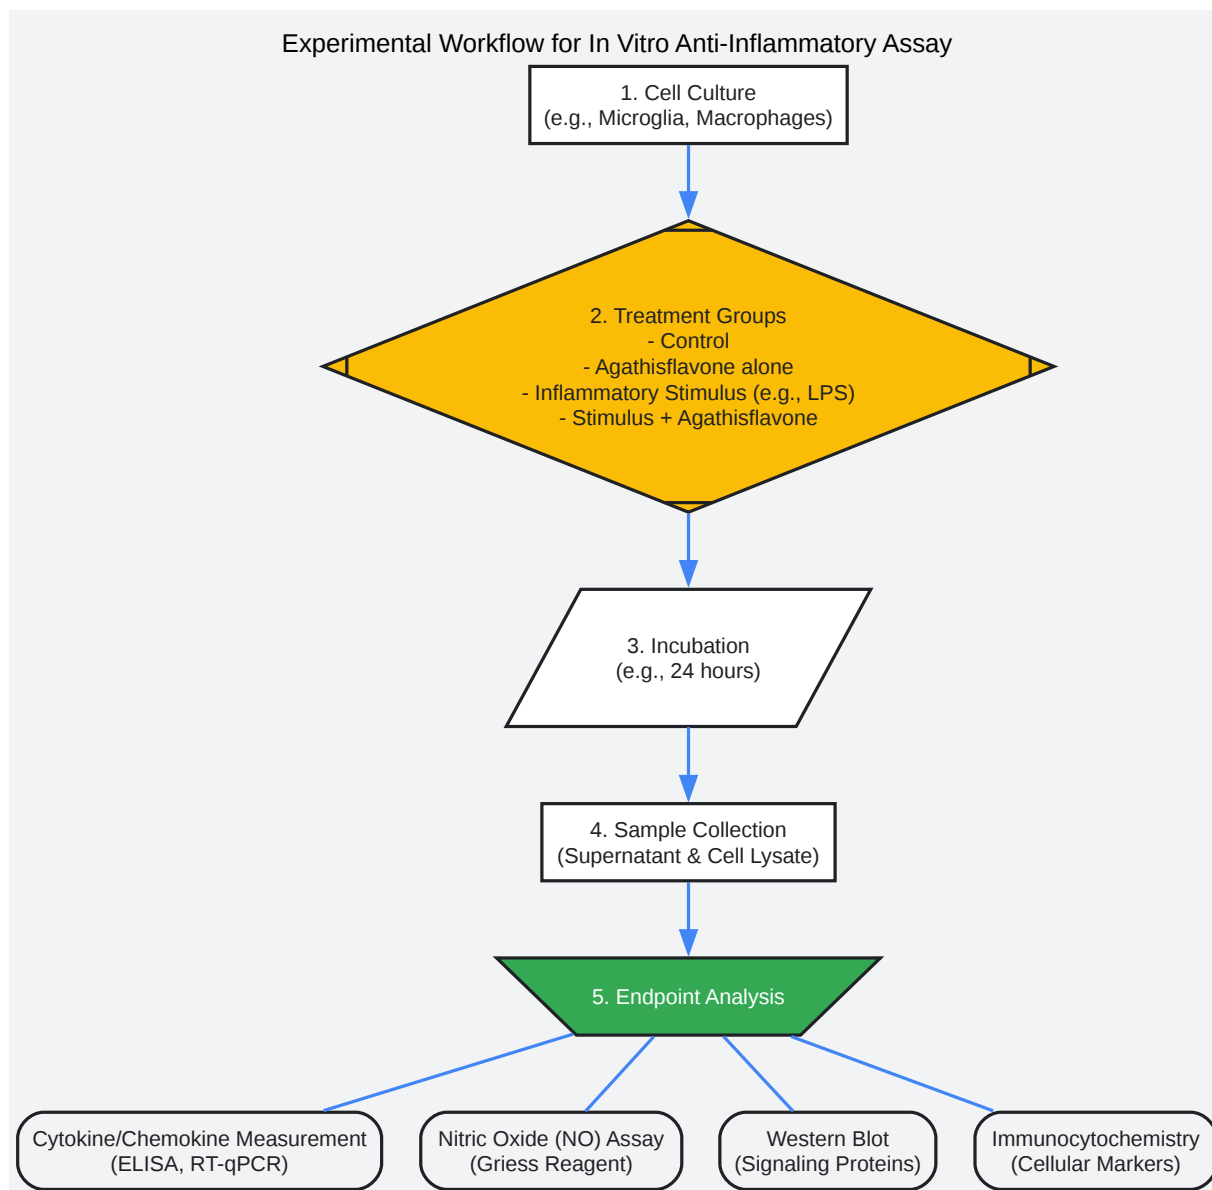 Experimental Workflow for In Vitro Anti-Inflammatory Assay
1. Cell Culture
(e.g., Microglia, Macrophages)
2. Treatment Groups
- Control
- Agathisflavone alone
- Inflammatory Stimulus (e.g., LPS)
- Stimulus + Agathisflavone
3. Incubation
(e.g., 24 hours)
4. Sample Collection
(Supernatant & Cell Lysate)
5. Endpoint Analysis
Cytokine/Chemokine Measurement
(ELISA, RT-qPCR)
Nitric Oxide (NO) Assay
(Griess Reagent)
Western Blot
(Signaling Proteins)
Immunocytochemistry
(Cellular Markers)